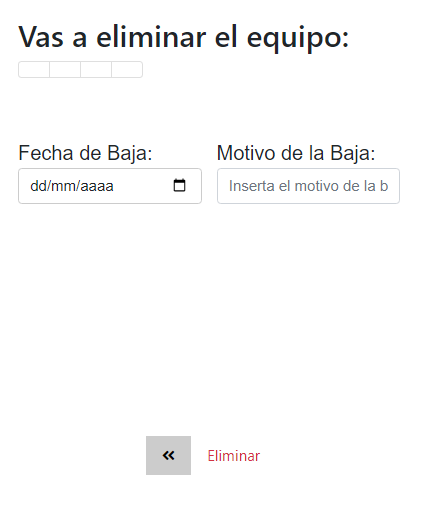 Vas a eliminar el equipo:
Fecha de Baja: Motivo de la Baja:
dd/mm/aaaa Inserta el motivo de la b
Eliminar